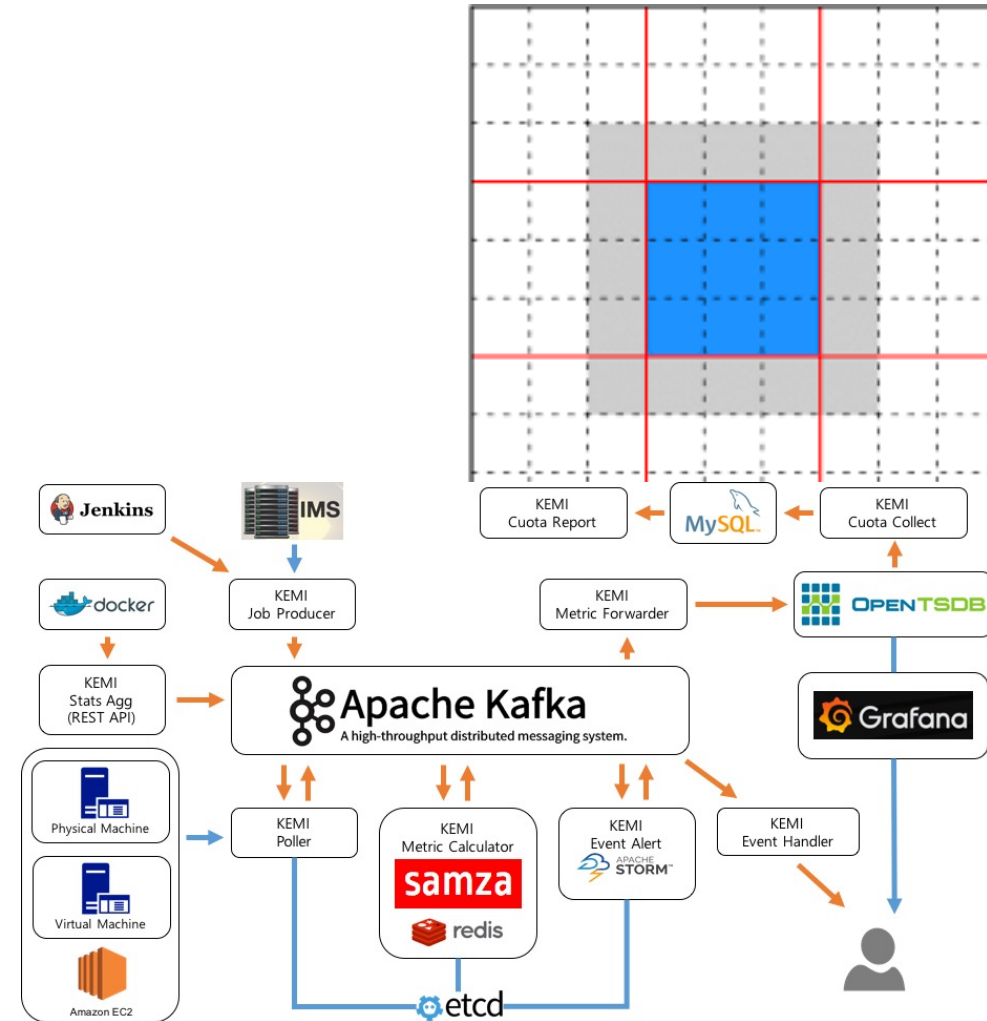 Jenkins
IMS
KEMI
Cuota Report
MySQL™
KEMI
Cuota Collect
docker
KEMI
Job Producer
KEMI
Metric Forwarder
OPENTSDB
KEMI
Stats Agg
(REST API)
Apache Kafka
A high-throughput distributed messaging system.
Grafana
Physical Machine
KEMI
Poller
KEMI
Metric Calculator
samza
redis
KEMI
Event Alert
APACHE
STORM™
KEMI
Event Handler
Virtual Machine
Amazon EC2
etcd